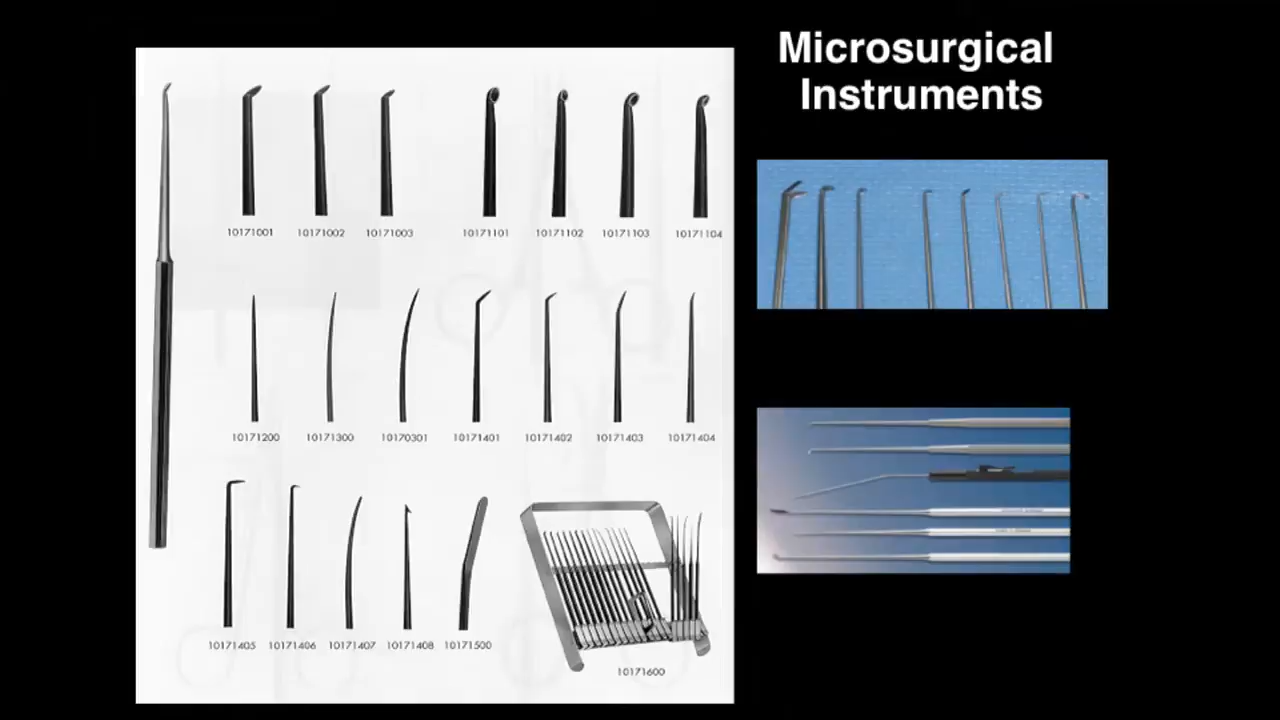 Microsurgical
Instruments
10171001 10171002 10171003 10171101 10171102 10171103 10171104
10171200 10171300 10170301 10171401 10171402 10171403 10171404
10171405 10171406 10171407 10171408 10171500
10171600